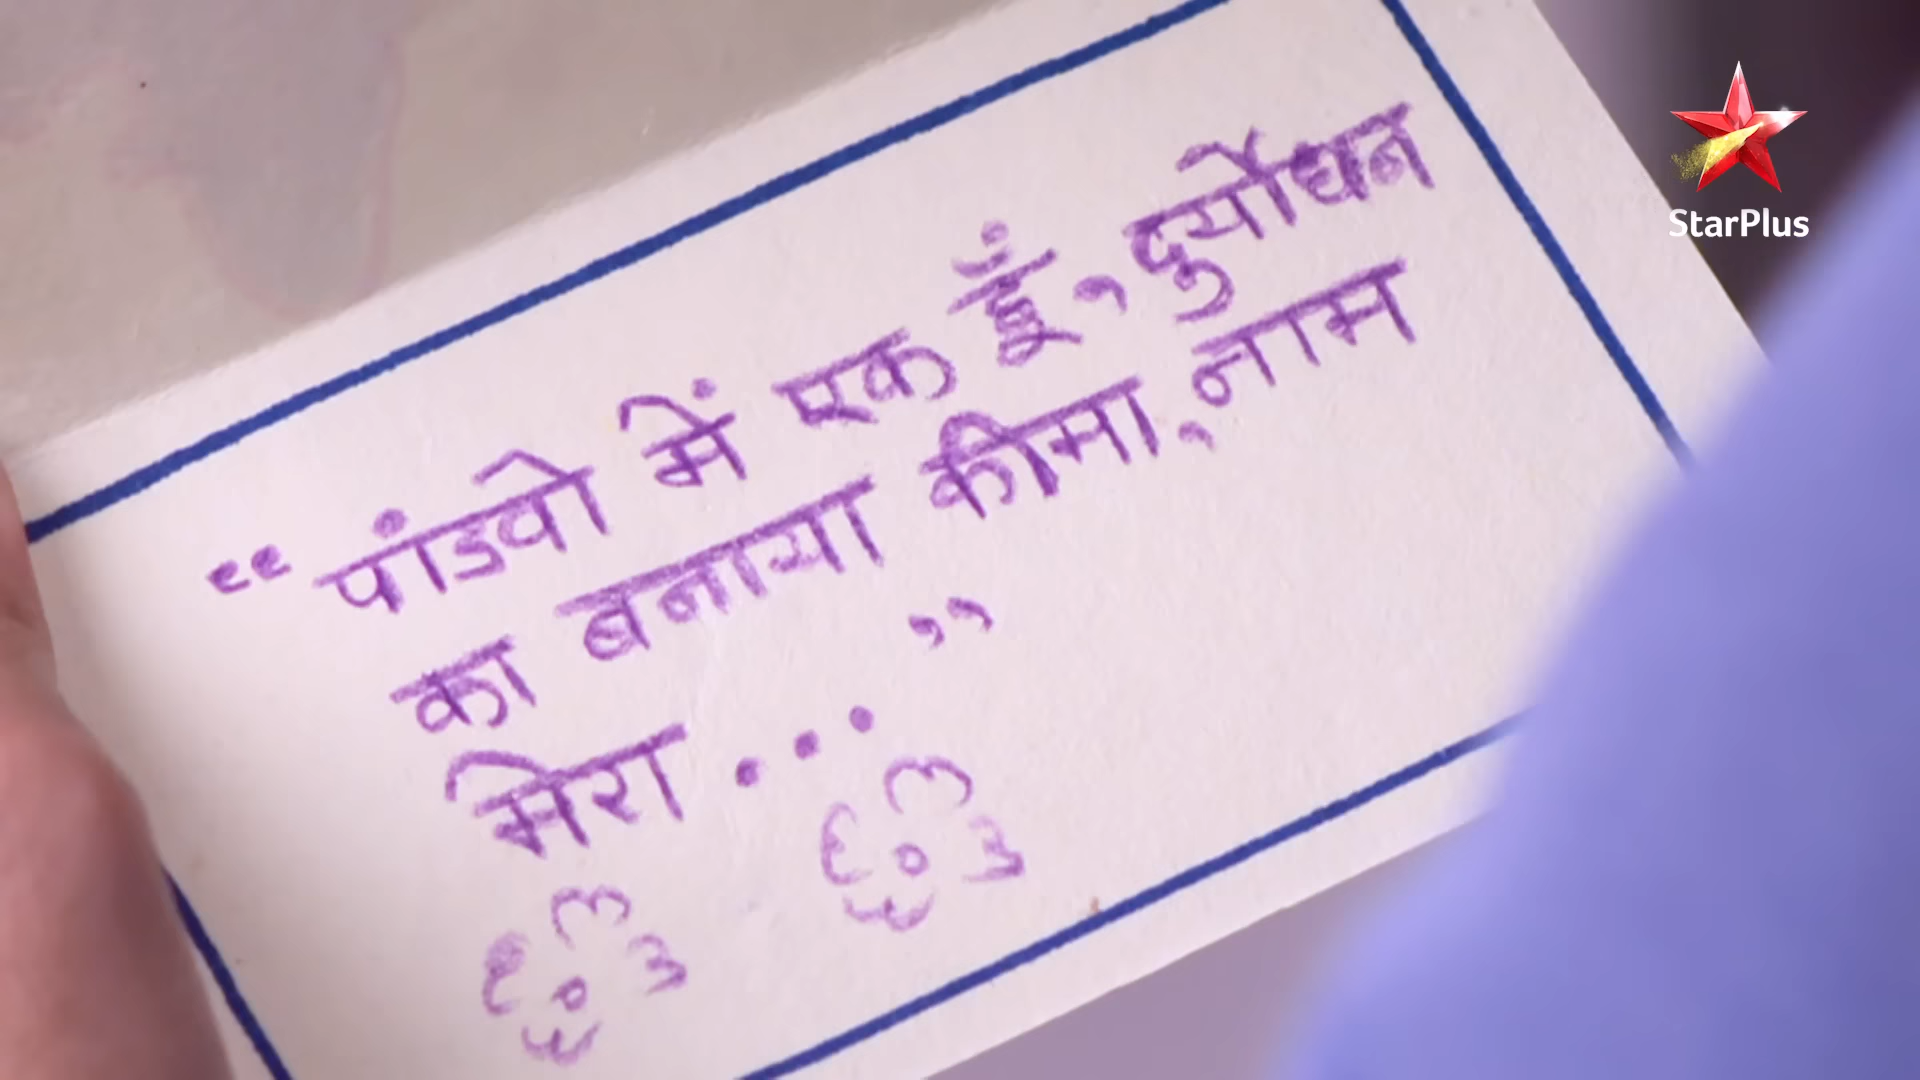 “ पांडवो में एक हूँ, दुर्योधन
का बनाया कीमा, नाम
मेरा... ”
StarPlus